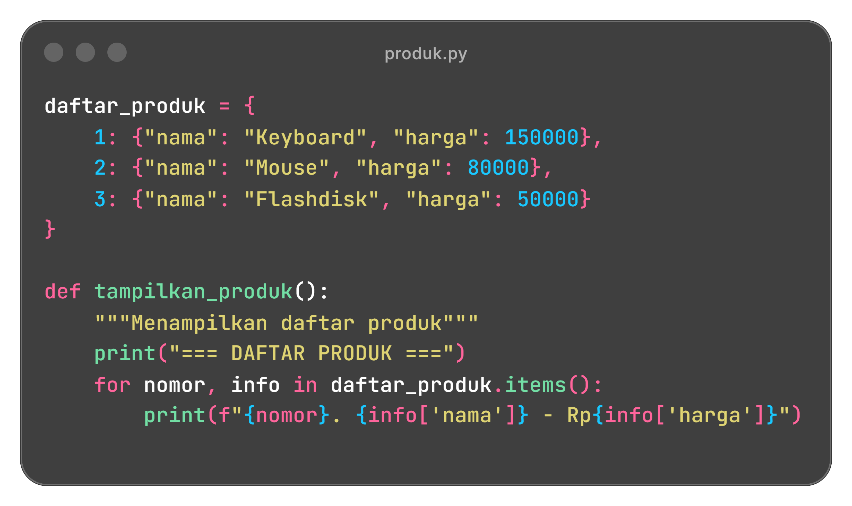 produk.py
daftar_produk = {
    1: {"nama": "Keyboard", "harga": 150000},
    2: {"nama": "Mouse", "harga": 80000},
    3: {"nama": "Flashdisk", "harga": 50000}
}
def tampilkan_produk():
    """Menampilkan daftar produk"""
    print("=== DAFTAR PRODUK ===")
    for nomor, info in daftar_produk.items():
        print(f"{nomor}. {info['nama']} - Rp{info['harga']}")